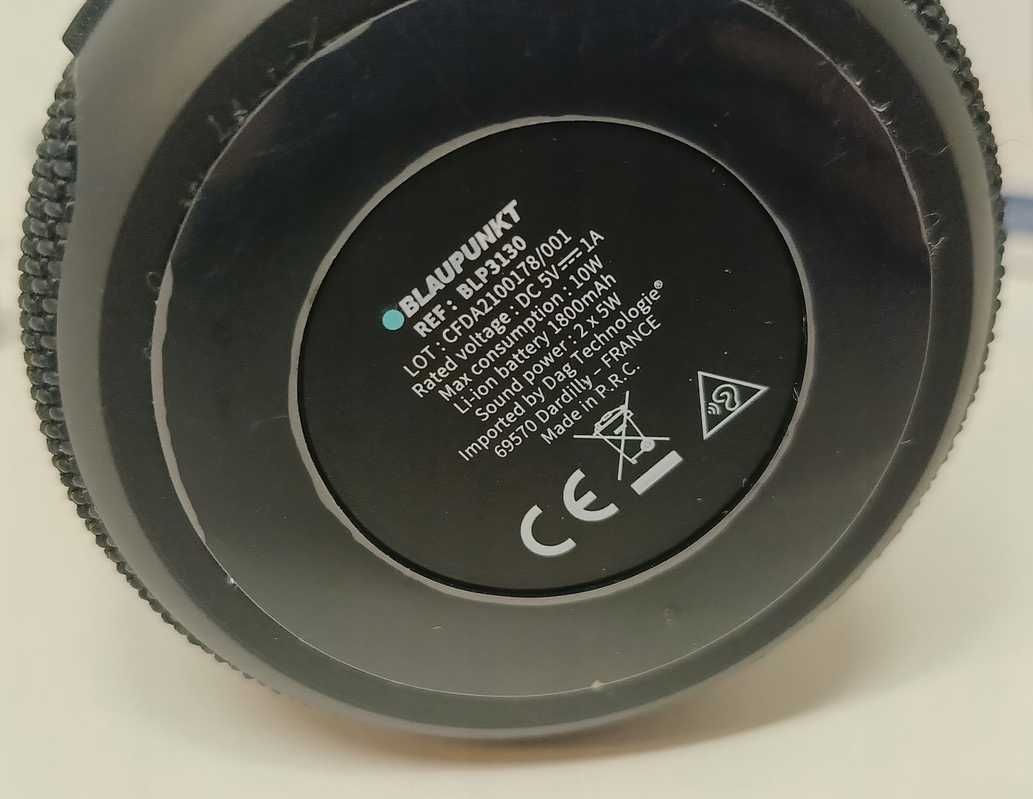 BLAUPUNKT
REF : BLP3130
LOT : CFDA2100178/001
Rated voltage : DC 5V⎓1A
Max consumption : 10W
Li-ion battery 1800mAh
Sound power : 2 x 5W
Imported by Dag Technologie®
69570 Dardilly – FRANCE
Made in P.R.C.
CE